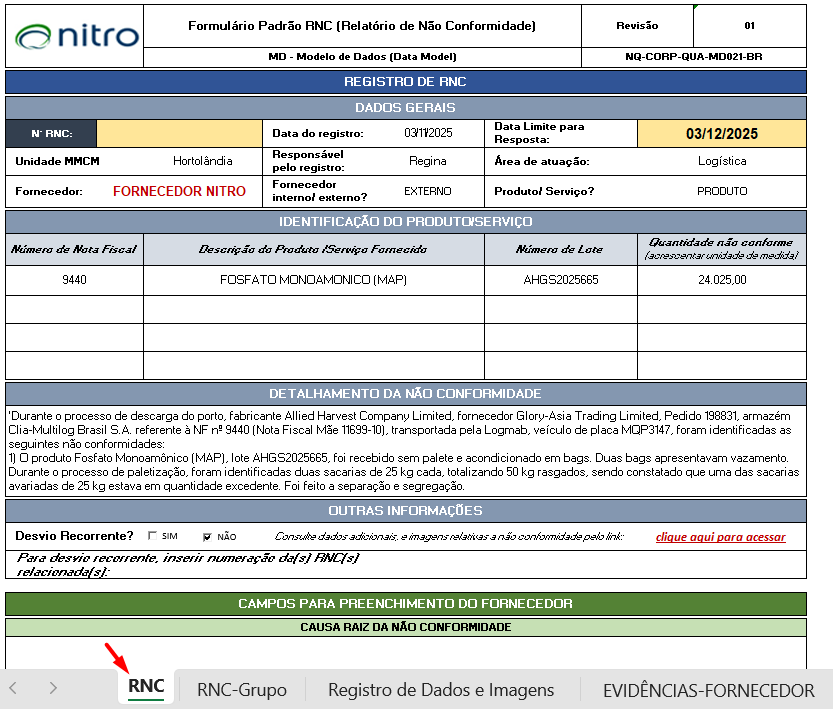 nitro
Formulário Padrão RNC (Relatório de Não Conformidade)
Revisão
01
MD - Modelo de Dados (Data Model)
NQ-CORP-QUA-MD021-BR
REGISTRO DE RNC
DADOS GERAIS
N° RNC:
Data do registro:
03/11/2025
Data Limite para
Resposta:
03/12/2025
Unidade MMCM
Hortolândia
Responsável
pelo registro:
Regina
Área de atuação:
Logística
Fornecedor:
FORNECEDOR NITRO
Fornecedor
interno/ externo?
EXTERNO
Produto/ Serviço?
PRODUTO
IDENTIFICAÇÃO DO PRODUTO/SERVIÇO
Número de Nota Fiscal
Descrição do Produto /Serviço Fornecido
Número de Lote
Quantidade não conforme
(acrescentar unidade de medida)
9440
FOSFATO MONOAMONICO (MAP)
AHGS2025665
24.025,00
DETALHAMENTO DA NÃO CONFORMIDADE
'Durante o processo de descarga do porto, fabricante Allied Harvest Company Limited, fornecedor Glory-Asia Trading Limited, Pedido 198831, armazém
Clia-Multilog Brasil S.A. referente à NF nº 9440 (Nota Fiscal Mãe 11699-10), transportada pela Logmab, veículo de placa MQP3147, foram identificadas as
seguintes não conformidades:
1) O produto Fosfato Monoamônico (MAP), lote AHGS2025665, foi recebido sem palete e acondicionado em bags. Duas bags apresentavam vazamento.
Durante o processo de paletização, foram identificadas duas sacarias de 25 kg cada, totalizando 50 kg rasgados, sendo constatado que uma das sacarias
avariadas de 25 kg estava em quantidade excedente. Foi feito a separação e segregação.
OUTRAS INFORMAÇÕES
Desvio Recorrente?
SIM
NÃO
Consulte dados adicionais, e imagens relativas a não conformidade pelo link:
clique aqui para acessar
Para desvio recorrente, inserir numeração da(s) RNC(s)
relacionada(s):
CAMPOS PARA PREENCHIMENTO DO FORNECEDOR
CAUSA RAIZ DA NÃO CONFORMIDADE
RNC
RNC-Grupo
Registro de Dados e Imagens
EVIDÊNCIAS-FORNECEDOR